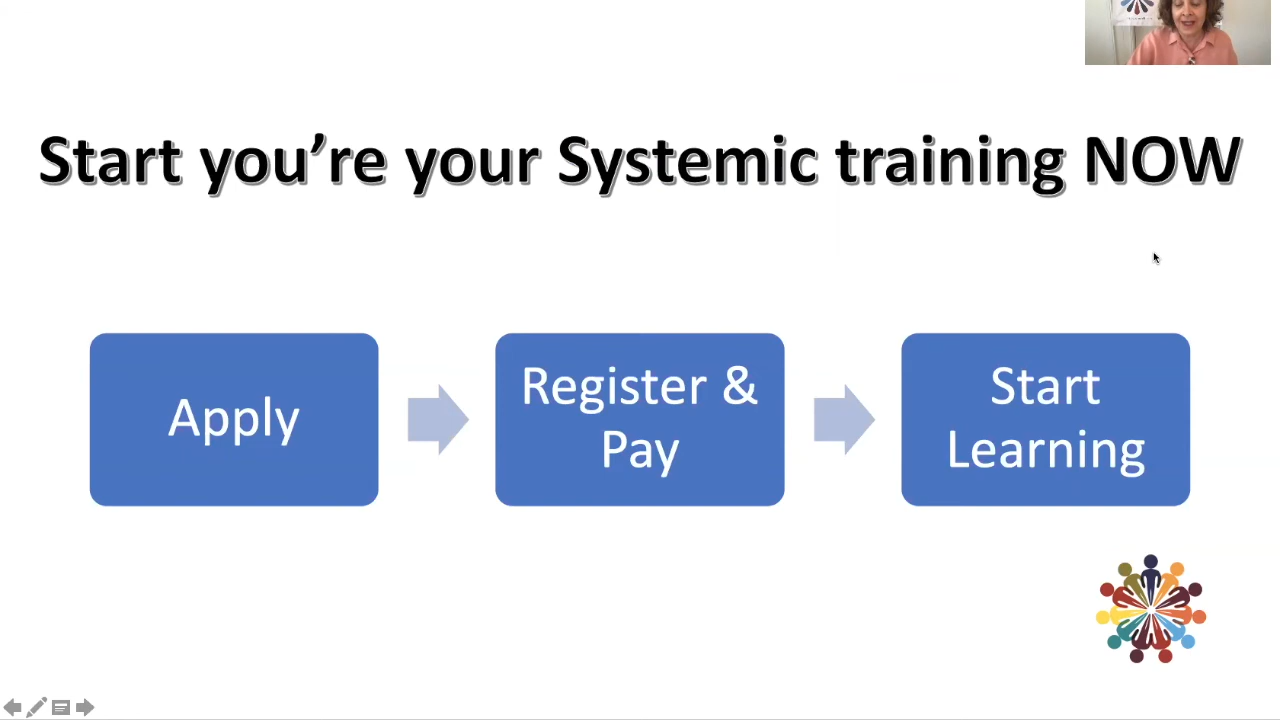 Start you’re your Systemic training NOW
Apply
Register &
Pay
Start
Learning